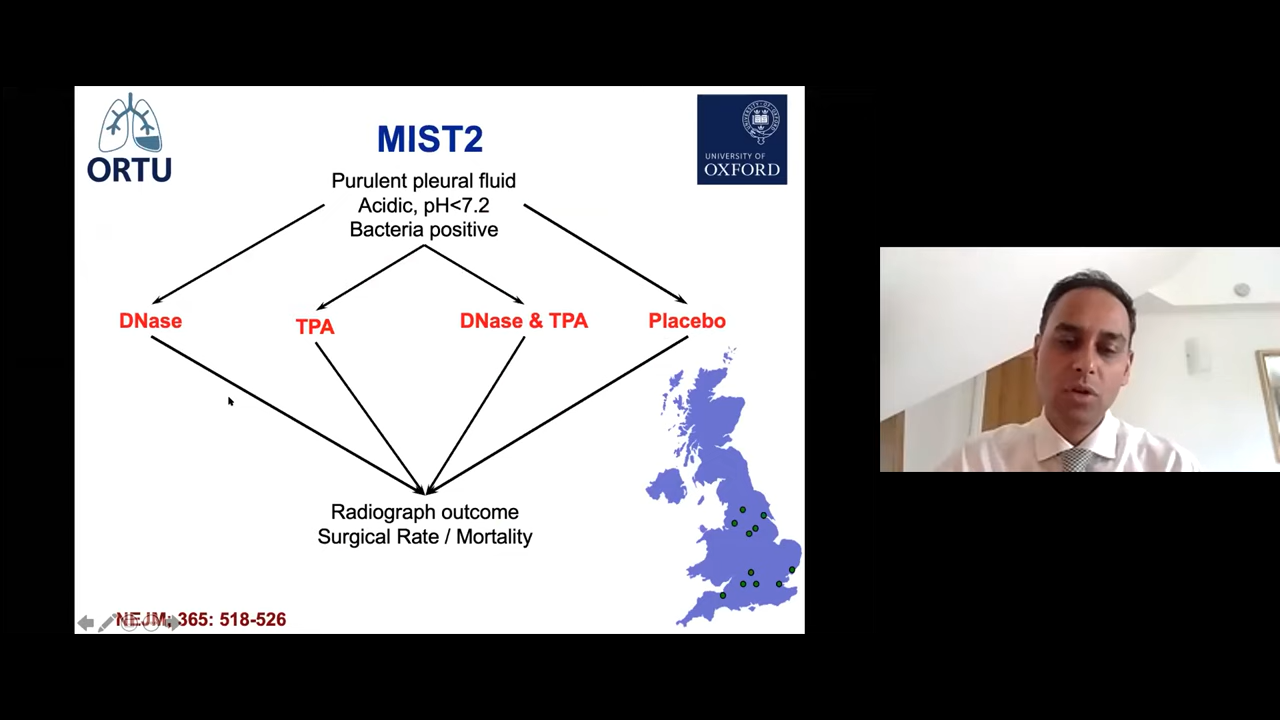 ORTU
MIST2
UNIVERSITY OF
OXFORD
Purulent pleural fluid
Acidic, pH<7.2
Bacteria positive
DNase
TPA
DNase & TPA
Placebo
Radiograph outcome
Surgical Rate / Mortality
NEJM; 365: 518-526